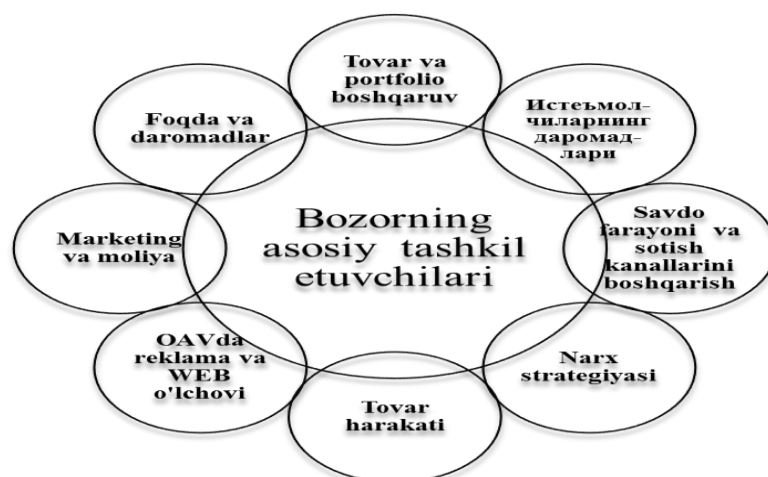 Tovar va
portfolio
boshqaruv
Foqda va
daromadlar
Истеъмол-
чиларнинг
даромад-
лари
Bozorning
asosiy tashkil
etuvchilari
Marketing
va moliya
Savdo
farayoni va
sotish
kanallarini
boshqarish
OAVda
reklama va
WEB
o'lchovi
Narx
strategiyasi
Tovar
harakati